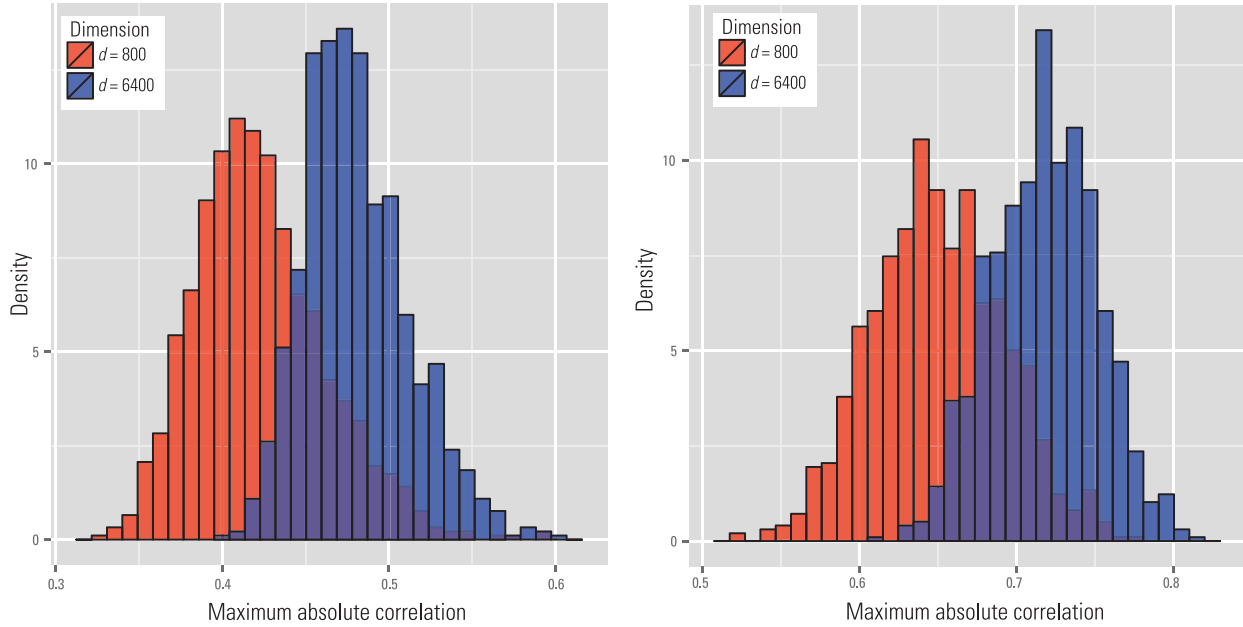 Dimension
d = 800
d = 6400
10
5
0
Density
0.3
0.4
0.5
0.6
Maximum absolute correlation
Dimension
d = 800
d = 6400
10
5
0
Density
0.5
0.6
0.7
0.8
Maximum absolute correlation